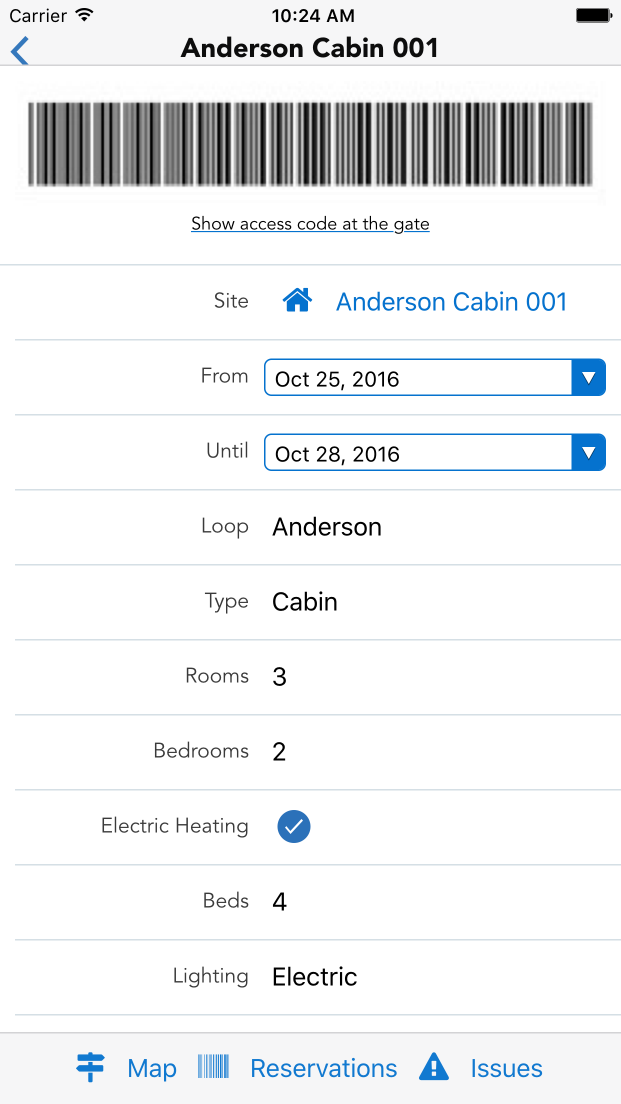 Carrier 10:24 AM
Anderson Cabin 001
Show access code at the gate
Site Anderson Cabin 001
From Oct 25, 2016
Until Oct 28, 2016
Loop Anderson
Type Cabin
Rooms 3
Bedrooms 2
Electric Heating
Beds 4
Lighting Electric
Map Reservations Issues